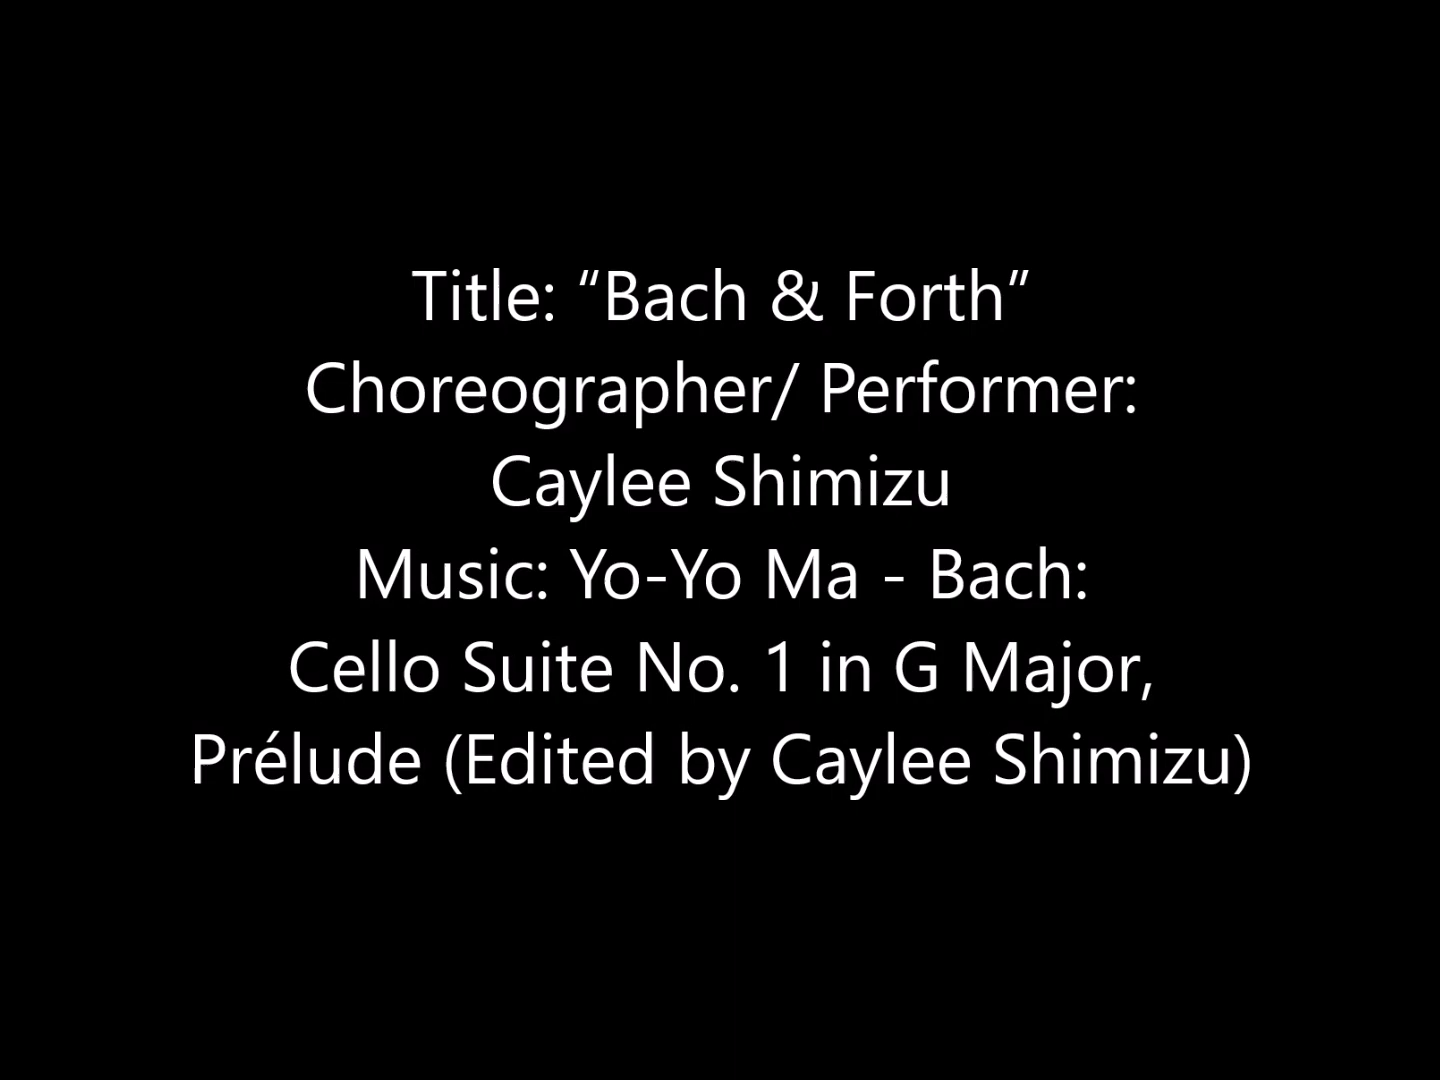 Title: “Bach & Forth”
Choreographer/ Performer:
Caylee Shimizu
Music: Yo-Yo Ma - Bach:
Cello Suite No. 1 in G Major,
Prélude (Edited by Caylee Shimizu)